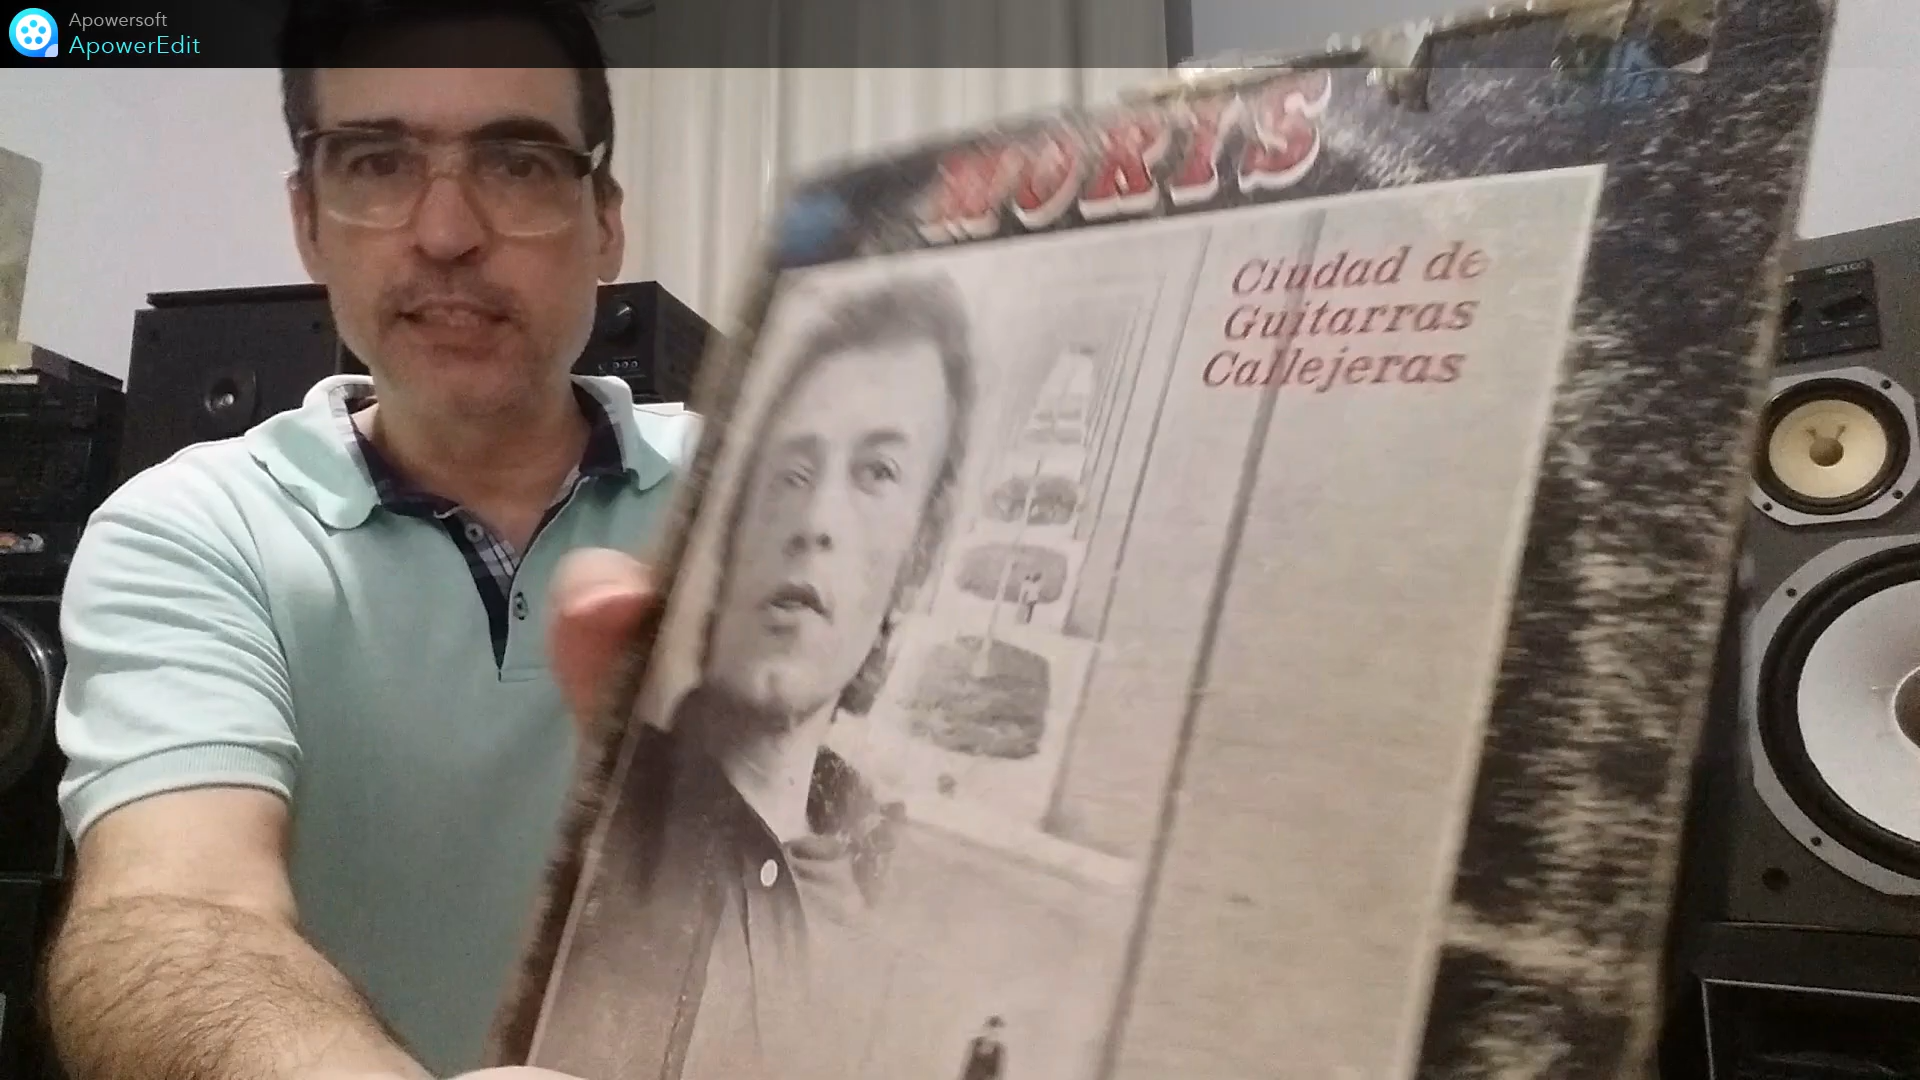 Apowersoft
ApowerEdit
MORIS
Ciudad de
Guitarras
Callejeras